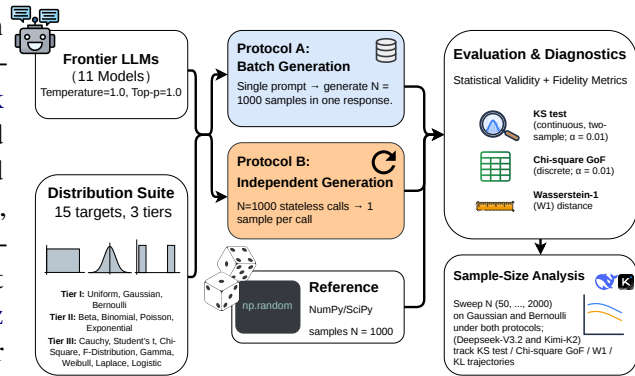 Frontier LLMs
(11 Models)
Temperature=1.0, Top-p=1.0
Distribution Suite
15 targets, 3 tiers
Tier I: Uniform, Gaussian,
Bernoulli
Tier II: Beta, Binomial, Poisson,
Exponential
Tier III: Cauchy, Student's t, Chi-
Square, F-Distribution, Gamma,
Weibull, Laplace, Logistic
Protocol A:
Batch Generation
Single prompt → generate N =
1000 samples in one response.
Protocol B:
Independent Generation
N=1000 stateless calls → 1
sample per call
np.random
Reference
NumPy/SciPy
samples N = 1000
Evaluation & Diagnostics
Statistical Validity + Fidelity Metrics
KS test
(continuous, two-
sample; α = 0.01)
Chi-square GoF
(discrete; α = 0.01)
Wasserstein-1
(W1) distance
Sample-Size Analysis
K
Sweep N (50, ..., 2000)
on Gaussian and Bernoulli
under both protocols;
(Deepseek-V3.2 and Kimi-K2)
track KS test / Chi-square GoF / W1 /
KL trajectories